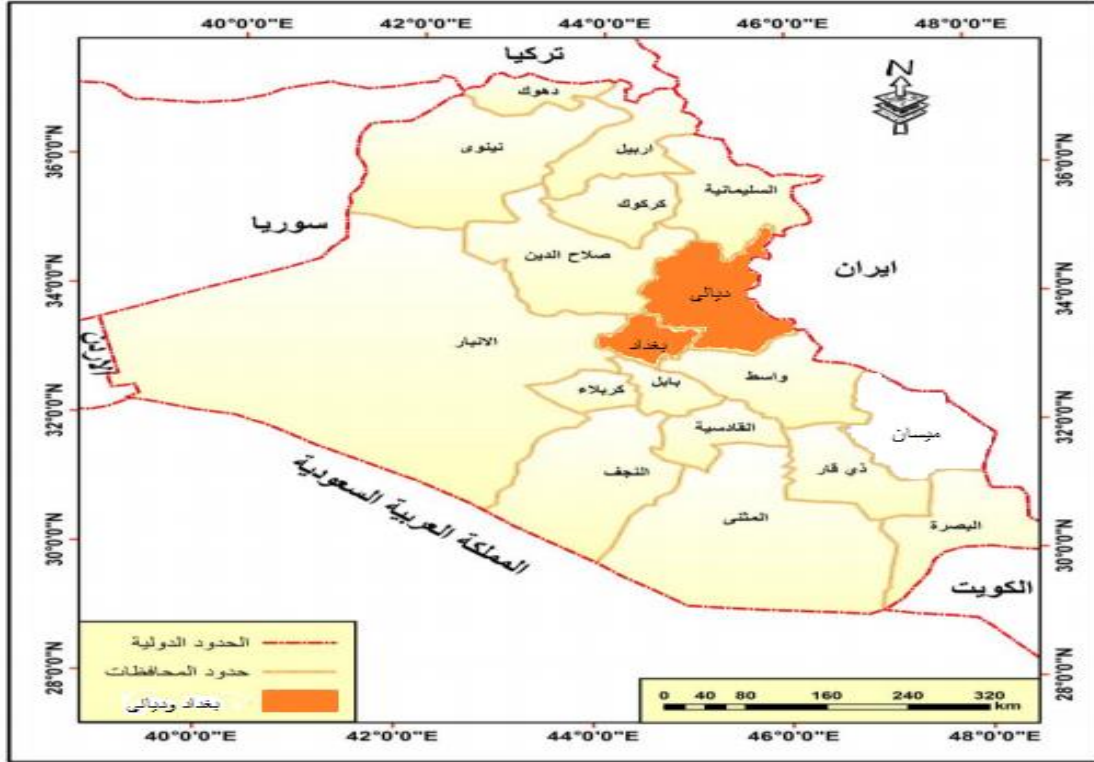 40°0'0"E 42°0'0"E 44°0'0"E 46°0'0"E 48°0'0"E
تركيا
N
دهوك
نينوى
اربيل
36°0'0"N
36°0'0"N
السليمانية
كركوك
سوريا
صلاح الدين
ايران
34°0'0"N
34°0'0"N
ديالى
الاردن
الانبار
بغداد
واسط
بابل
كربلاء
32°0'0"N
32°0'0"N
القادسية
ميسان
النجف
ذي قار
المملكة العربية السعودية
المثنى
البصرة
30°0'0"N
30°0'0"N
الكويت
الحدود الدولية
حدود المحافظات
28°0'0"N
28°0'0"N
بغداد وديالى
0 40 80 160 240 320
km
40°0'0"E 42°0'0"E 44°0'0"E 46°0'0"E 48°0'0"E